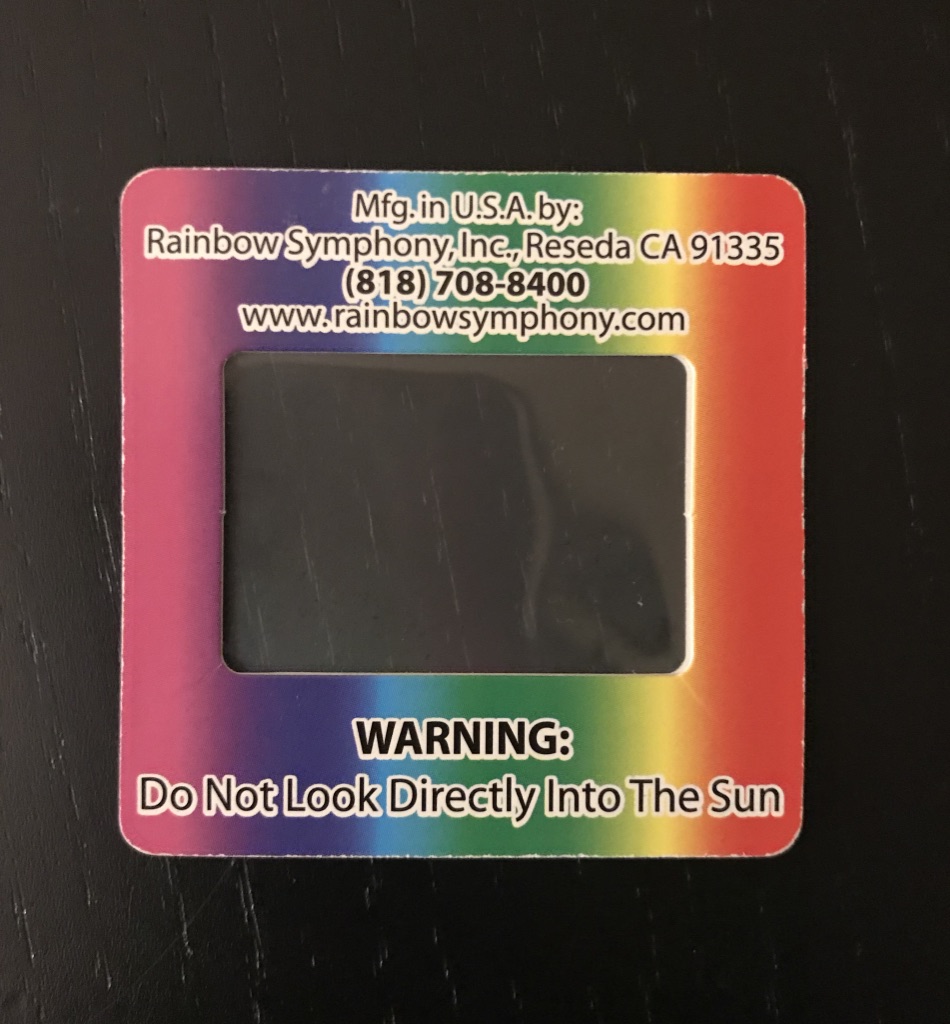 Mfg. in U.S.A. by:
Rainbow Symphony, Inc., Reseda CA 91335
(818) 708-8400
www.rainbowsymphony.com
WARNING:
Do Not Look Directly Into The Sun